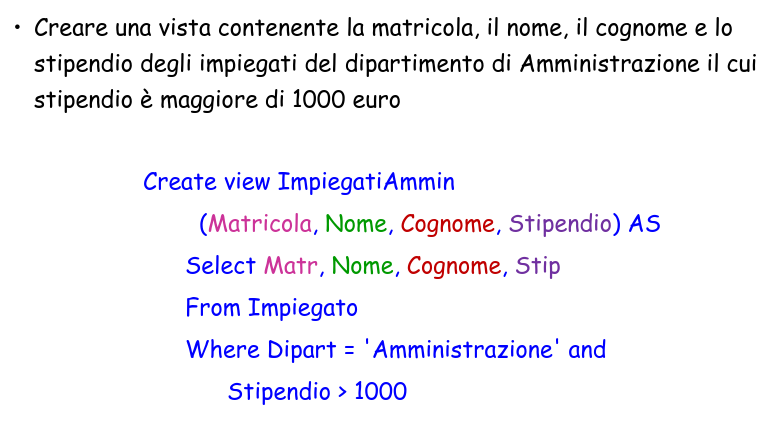 • Creare una vista contenente la matricola, il nome, il cognome e lo
stipendio degli impiegati del dipartimento di Amministrazione il cui
stipendio è maggiore di 1000 euro
Create view ImpiegatiAmmin
(Matricola, Nome, Cognome, Stipendio) AS
Select Matr, Nome, Cognome, Stip
From Impiegato
Where Dipart = 'Amministrazione' and
Stipendio > 1000